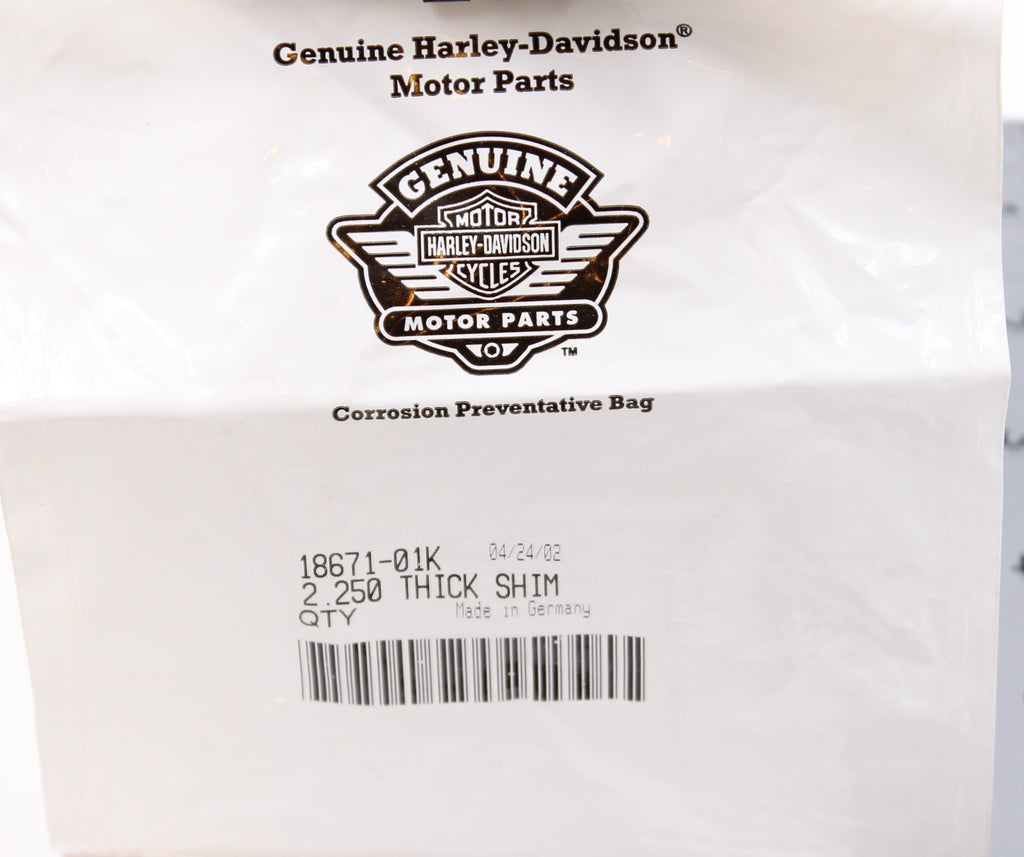 Genuine Harley-Davidson®
Motor Parts
GENUINE
MOTOR
HARLEY-DAVIDSON
CYCLES
MOTOR PARTS
TM
Corrosion Preventative Bag
18671-01K 04/24/02
2.250 THICK SHIM
QTY Made in Germany